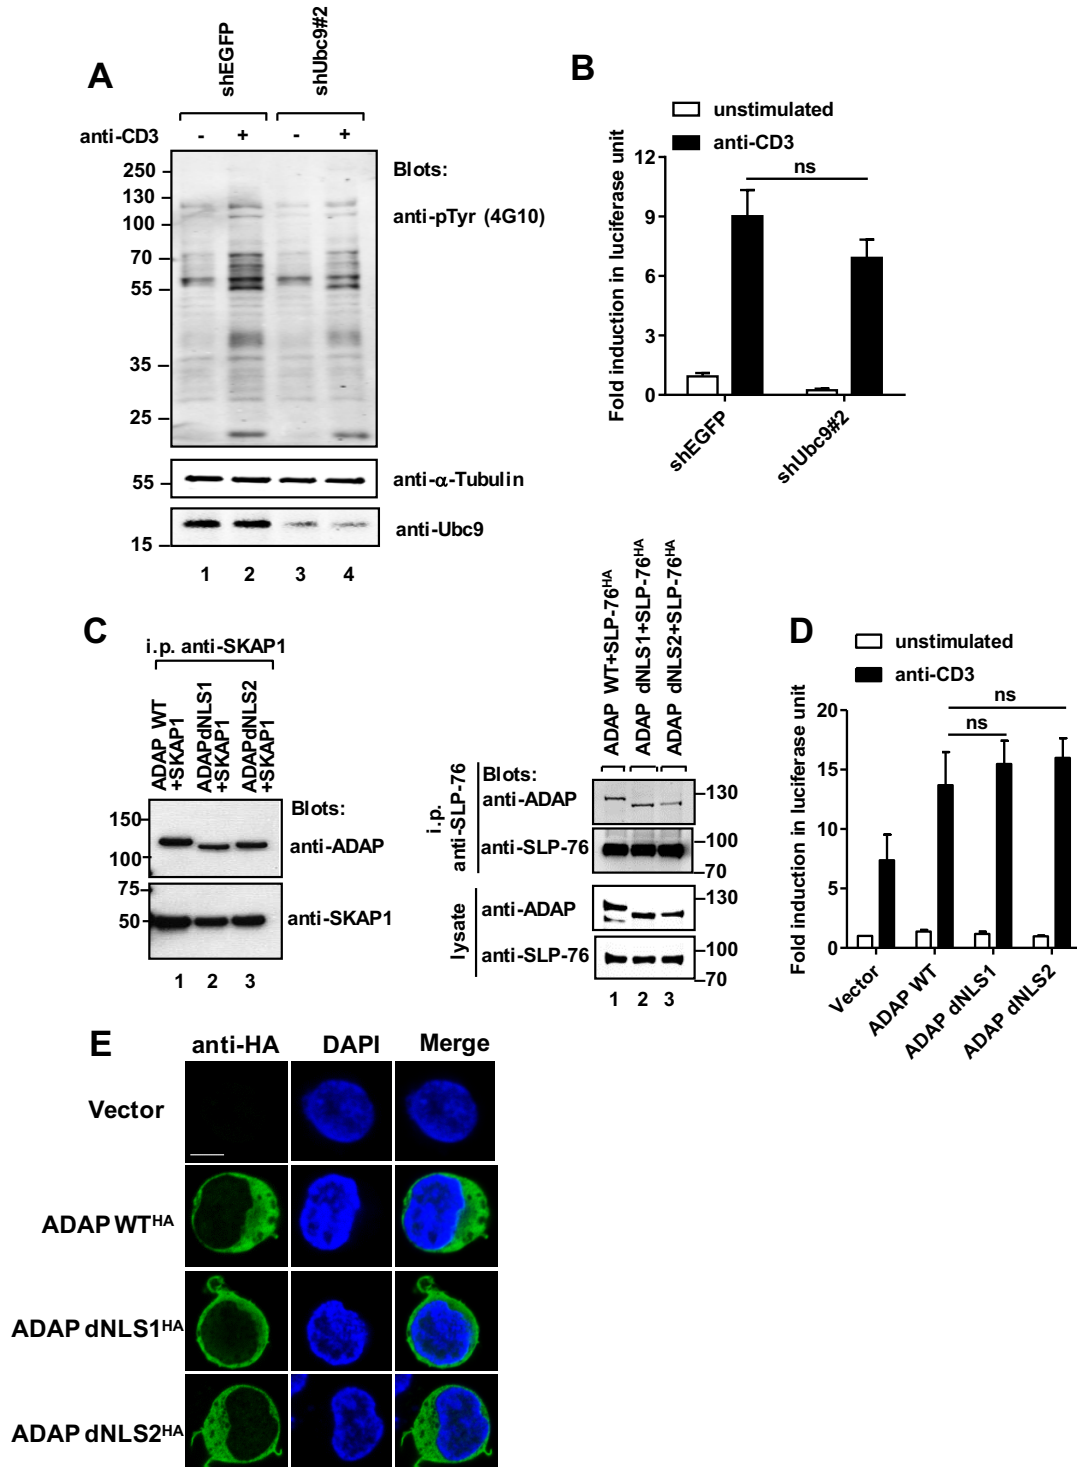 A
shEGFP
shUbc9#2
anti-CD3 - + - +
250
130
100
70
55
35
25
Blots:
anti-pTyr (4G10)
55
anti-α-Tubulin
15
anti-Ubc9
1 2 3 4
B
unstimulated
anti-CD3
Fold induction in luciferase unit
12
9
6
3
0
ns
shEGFP
shUbc9#2
C
i.p. anti-SKAP1
ADAP WT
+SKAP1
ADAPdNLS1
+SKAP1
ADAPdNLS2
+SKAP1
Blots:
150
100
anti-ADAP
75
50
anti-SKAP1
1 2 3
ADAP WT+SLP-76HA
ADAP dNLS1+SLP-76HA
ADAP dNLS2+SLP-76HA
i.p.
anti-SLP-76
Blots:
anti-ADAP
130
anti-SLP-76
100
70
lysate
anti-ADAP
130
anti-SLP-76
100
70
1 2 3
D
unstimulated
anti-CD3
Fold induction in luciferase unit
20
15
10
5
0
ns
ns
Vector
ADAP WT
ADAP dNLS1
ADAP dNLS2
E
anti-HA DAPI Merge
Vector
ADAP WTHA
ADAP dNLS1HA
ADAP dNLS2HA